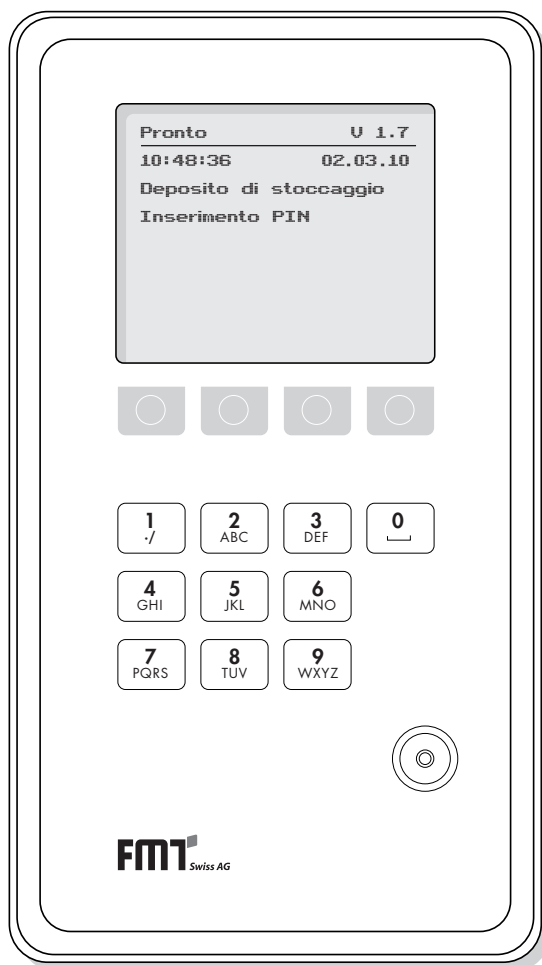 Pronto V 1.7
10:48:36 02.03.10
Deposito di stoccaggio
Inserimento PIN
1 2 3 0
./ ABC DEF
4 5 6
GHI JKL MNO
7 8 9
PQRS TUV WXYZ
FMT Swiss AG